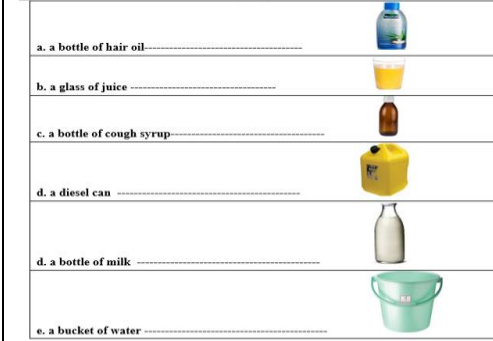 a. a bottle of hair oil--------------------------------------
b. a glass of juice -----------------------------------
c. a bottle of cough syrup-------------------------------------
d. a diesel can --------------------------------------------
d. a bottle of milk --------------------------------------------
e. a bucket of water --------------------------------------------